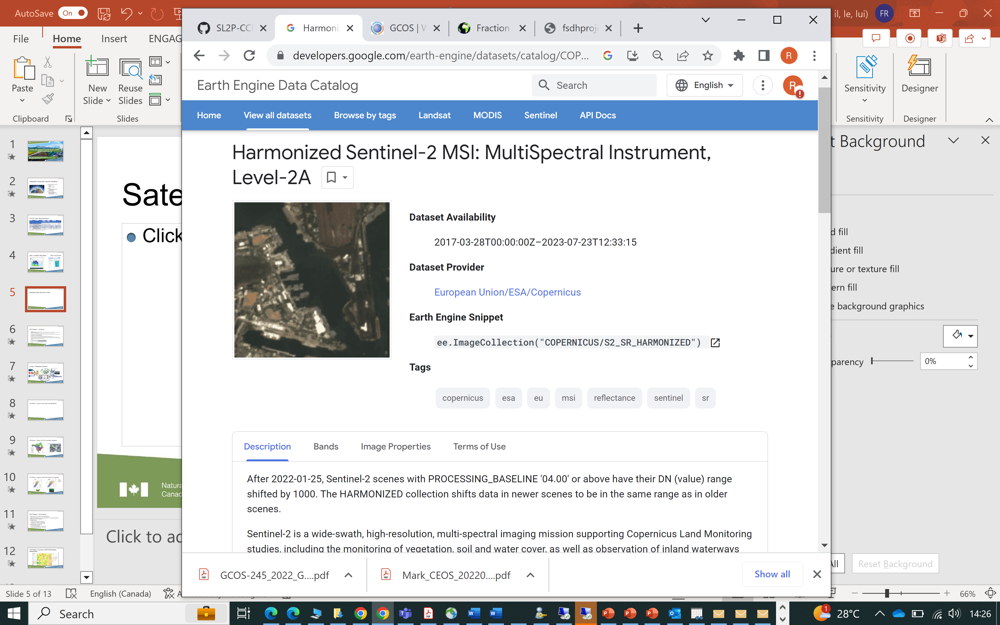 AutoSave On
il, le, lui) FR
File Home Insert ENGAG
Paste
New Slide
Reuse Slides
Clipboard
Slides
Sensitivity
Designer
Sensitivity
Designer
SL2P-CC
Harmoni
GCOS | W
Fraction
fsdhproj
developers.google.com/earth-engine/datasets/catalog/COP...
R
Earth Engine Data Catalog
Search
English
R
Home View all datasets Browse by tags Landsat MODIS Sentinel API Docs
Harmonized Sentinel-2 MSI: MultiSpectral Instrument,
Level-2A
Dataset Availability
2017-03-28T00:00:00Z–2023-07-23T12:33:15
Dataset Provider
European Union/ESA/Copernicus
Earth Engine Snippet
ee.ImageCollection("COPERNICUS/S2_SR_HARMONIZED")
Tags
copernicus esa eu msi reflectance sentinel sr
Description Bands Image Properties Terms of Use
After 2022-01-25, Sentinel-2 scenes with PROCESSING_BASELINE '04.00' or above have their DN (value) range
shifted by 1000. The HARMONIZED collection shifts data in newer scenes to be in the same range as in older
scenes.
Sentinel-2 is a wide-swath, high-resolution, multi-spectral imaging mission supporting Copernicus Land Monitoring
studies, including the monitoring of vegetation, soil and water cover, as well as observation of inland waterways
GCOS-245_2022_G....pdf
Mark_CEOS_20220....pdf
Show all
1
2
3
4
5
6
7
8
9
10
11
12
Sate
Click
Natura
Canac
Click to ad
t Background
d fill
dient fill
ure or texture fill
ern fill
e background graphics
parency 0%
All
Reset Background
Slide 5 of 13 English (Canada)
66%
Search
1
28°C
14:26